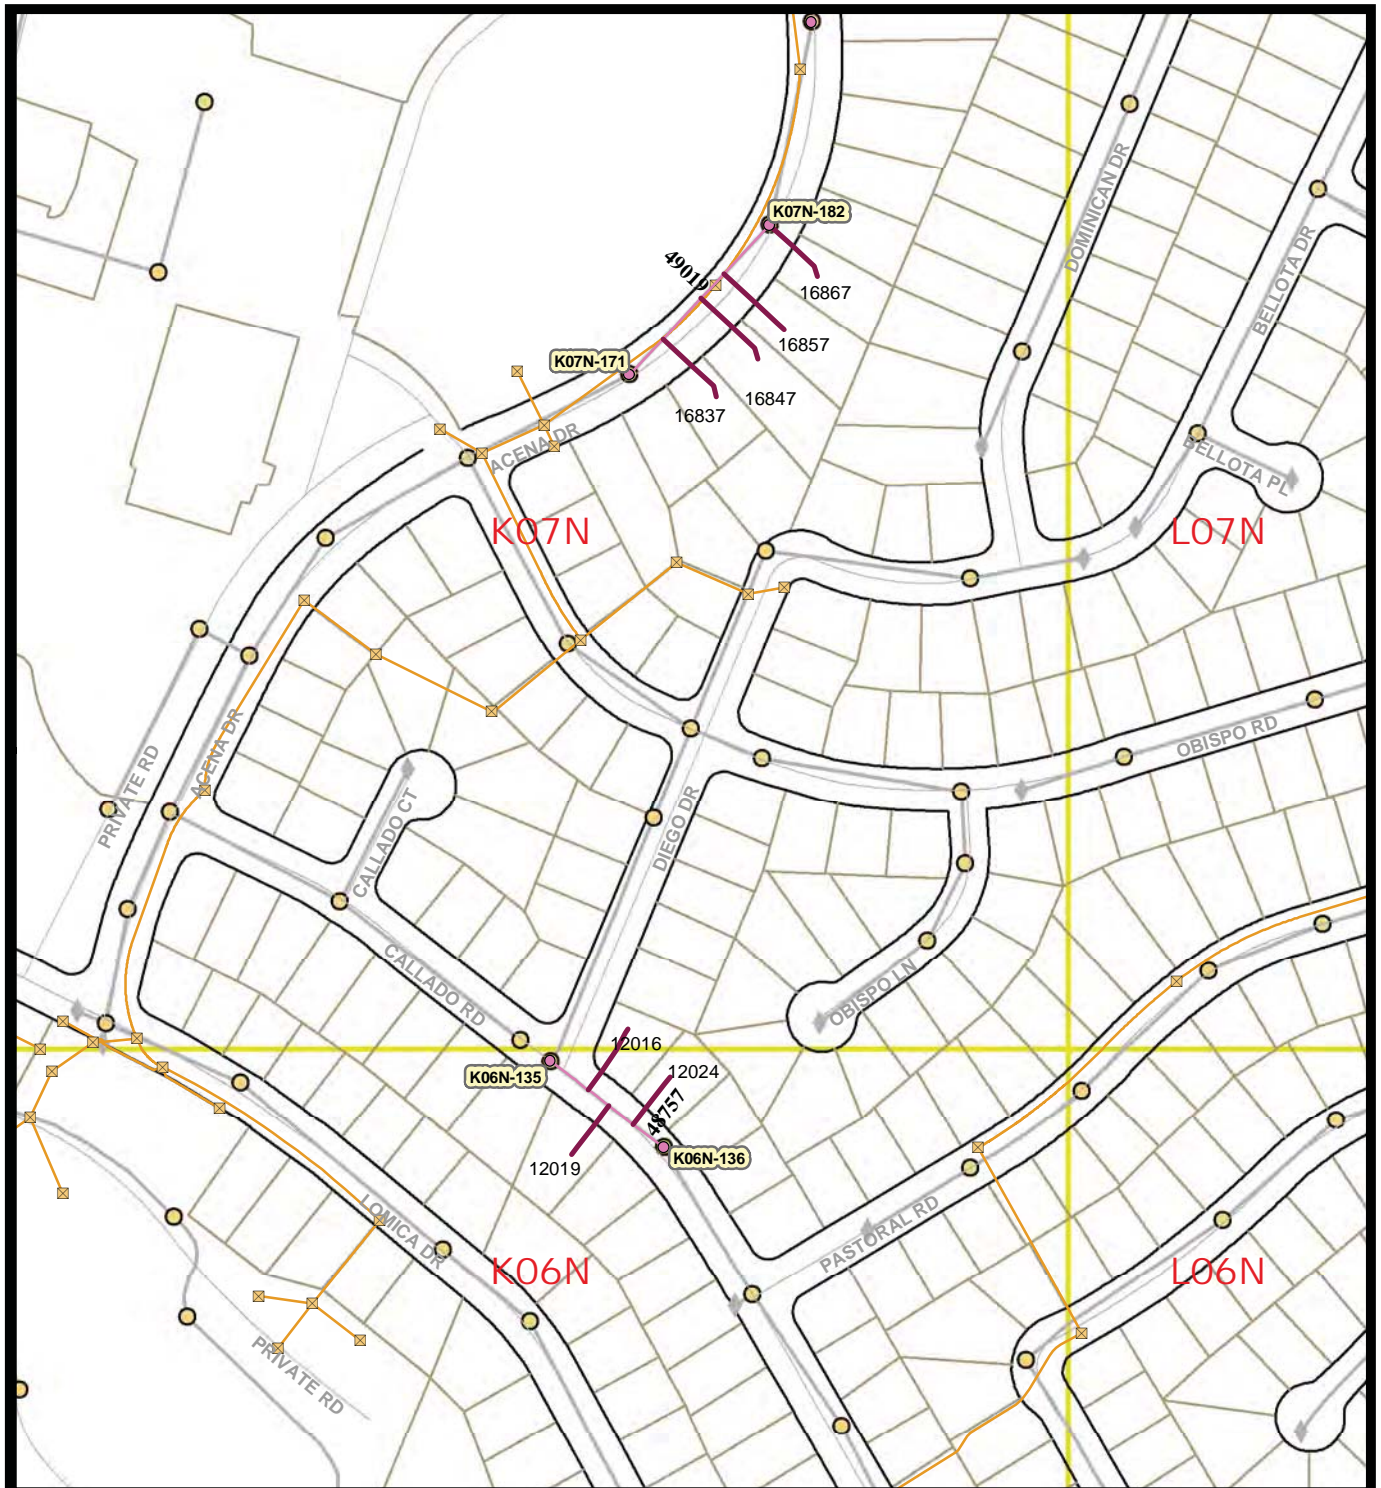 K07N-182
DOMINICAN DR
BELLOTA DR
49019
16867
16857
K07N-171
16847
16837
ACENA DR
BELLOTA PL
K07N
L07N
OBISPO RD
ACENA DR
PRIVATE RD
CALLADO CT
DIEGO DR
CALLADO RD
OBISPO LN
12016
K06N-135
12024
48757
K06N-136
12019
LOMICA DR
PASTORAL RD
K06N
L06N
PRIVATE RD